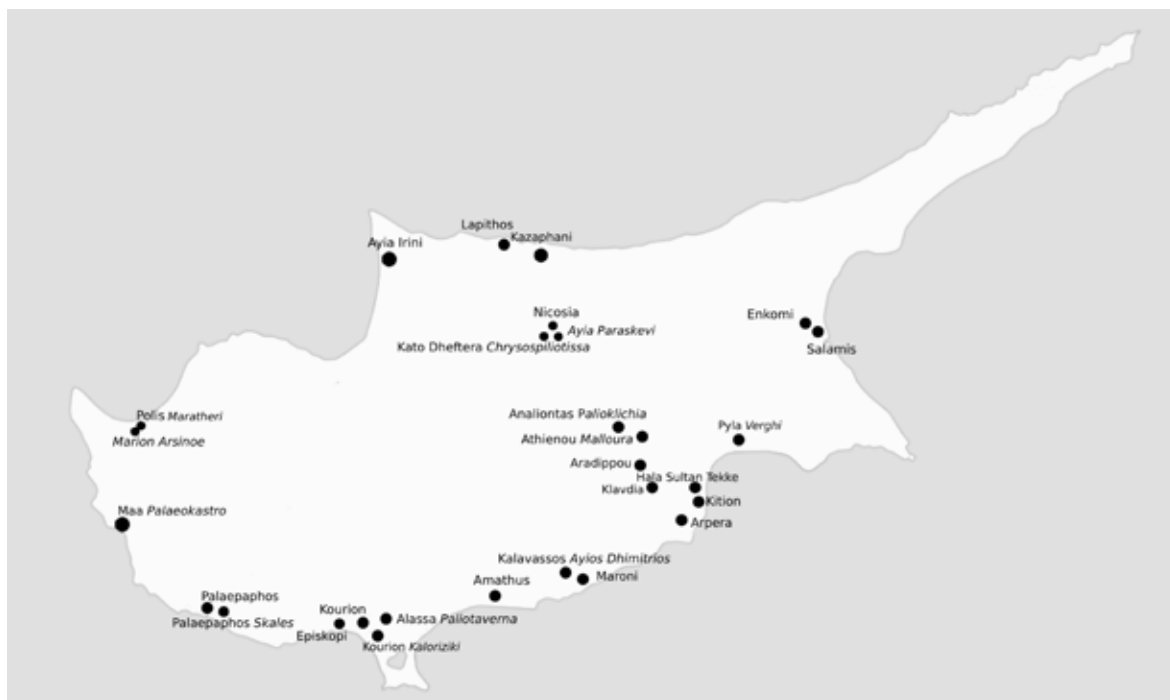 Lapithos
Kazaphani
Ayia Irini
Nicosia
Ayia Paraskevi
Kato Dheftera Chrysospiliotissa
Enkomi
Salamis
Polis Maratheri
Marion Arsinoe
Analiontas Palioklichia
Athienou Malloura
Pyla Verghi
Aradippou
Hala Sultan Tekke
Klavdia
Kition
Maa Palaeokastro
Arpera
Kalavassos Ayios Dhimitrios
Maroni
Amathus
Palaepaphos
Palaepaphos Skales
Kourion
Alassa Paliotaverna
Episkopi
Kourion Kaloriziki